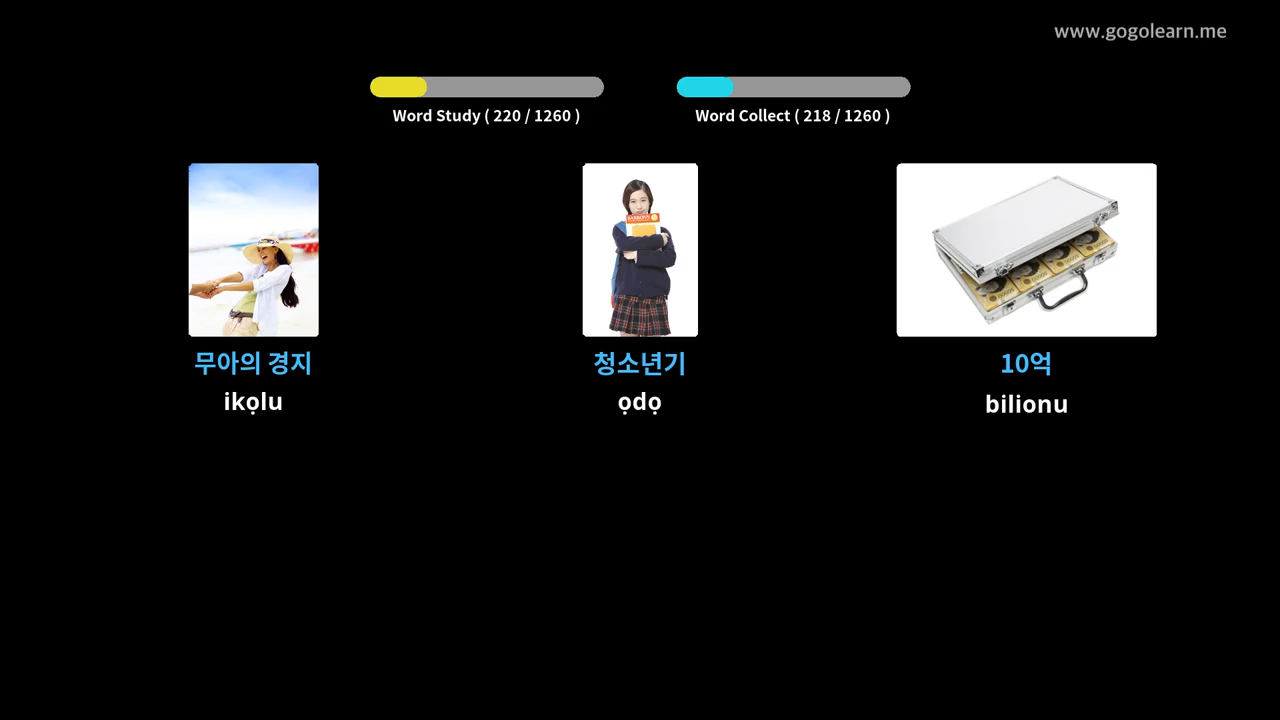 www.gogolearn.me
Word Study ( 220 / 1260 )
Word Collect ( 218 / 1260 )
BARRON'S
무아의 경지
ikọlu
청소년기
ọdọ
10억
bilionu